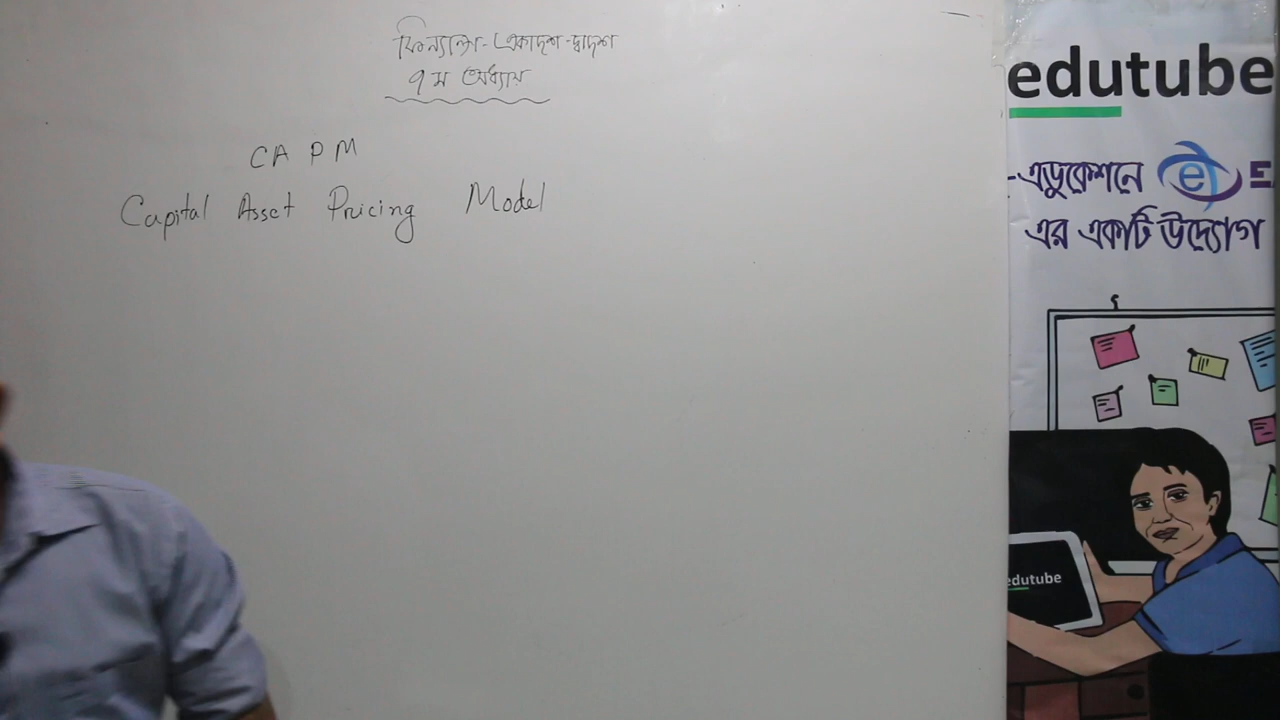 ফিন্যান্স-একাদশ-দ্বাদশ
৭ম অধ্যায়
CAPM
Capital Asset Pricing Model
edutube
-এডুকেশনে e E
এর একটি উদ্যোগ
edutube